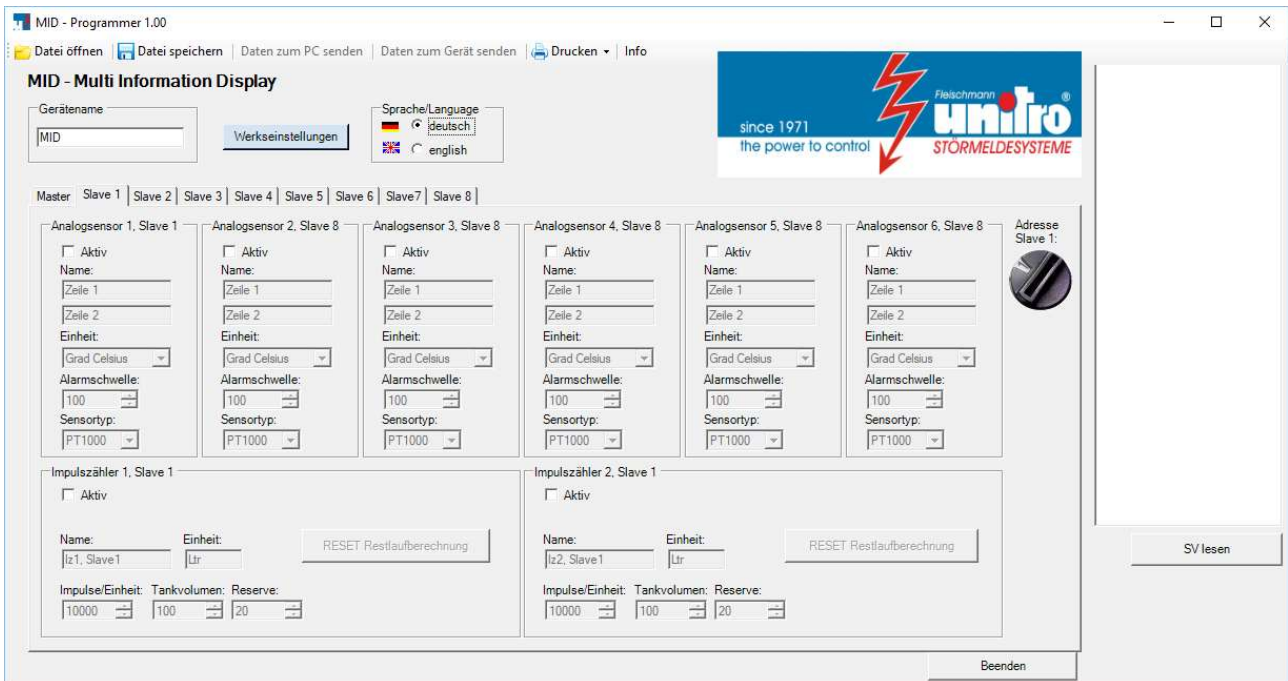 MID - Programmer 1.00
Datei öffnen Datei speichern Daten zum PC senden Daten zum Gerät senden Drucken Info
MID - Multi Information Display
Gerätename
MID
Werkseinstellungen
Sprache/Language
deutsch
english
since 1971
the power to control
Fleischmann
unitro ®
STÖRMELDESYSTEME
Master Slave 1 Slave 2 Slave 3 Slave 4 Slave 5 Slave 6 Slave7 Slave 8
Analogsensor 1, Slave 1
Aktiv
Name:
Zeile 1
Zeile 2
Einheit:
Grad Celsius
Alarmschwelle:
100
Sensortyp:
PT1000
Analogsensor 2, Slave 8
Aktiv
Name:
Zeile 1
Zeile 2
Einheit:
Grad Celsius
Alarmschwelle:
100
Sensortyp:
PT1000
Analogsensor 3, Slave 8
Aktiv
Name:
Zeile 1
Zeile 2
Einheit:
Grad Celsius
Alarmschwelle:
100
Sensortyp:
PT1000
Analogsensor 4, Slave 8
Aktiv
Name:
Zeile 1
Zeile 2
Einheit:
Grad Celsius
Alarmschwelle:
100
Sensortyp:
PT1000
Analogsensor 5, Slave 8
Aktiv
Name:
Zeile 1
Zeile 2
Einheit:
Grad Celsius
Alarmschwelle:
100
Sensortyp:
PT1000
Analogsensor 6, Slave 8
Aktiv
Name:
Zeile 1
Zeile 2
Einheit:
Grad Celsius
Alarmschwelle:
100
Sensortyp:
PT1000
Adresse
Slave 1:
1
Impulszähler 1, Slave 1
Aktiv
Name: Einheit:
Iz1, Slave1 Ltr
RESET Restlaufberechnung
Impulse/Einheit: Tankvolumen: Reserve:
10000 100 20
Impulszähler 2, Slave 1
Aktiv
Name: Einheit:
Iz2, Slave1 Ltr
RESET Restlaufberechnung
Impulse/Einheit: Tankvolumen: Reserve:
10000 100 20
SV lesen
Beenden